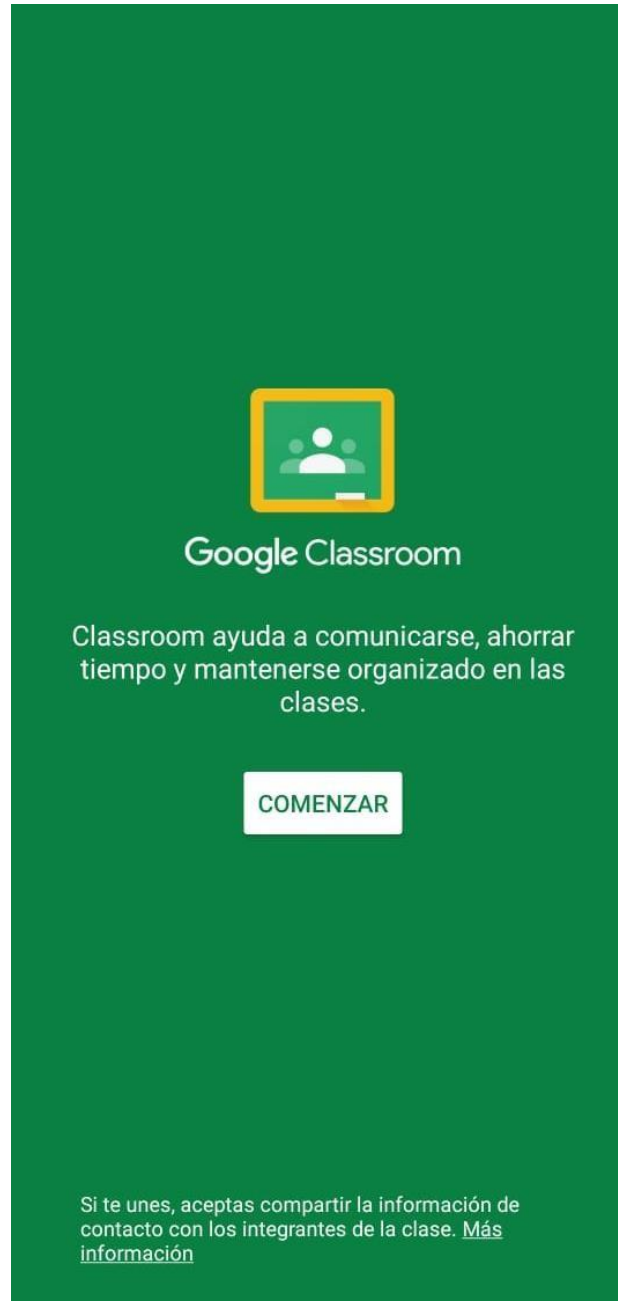 Google Classroom
Classroom ayuda a comunicarse, ahorrar
tiempo y mantenerse organizado en las
clases.
COMENZAR
Si te unes, aceptas compartir la información de
contacto con los integrantes de la clase. Más
información